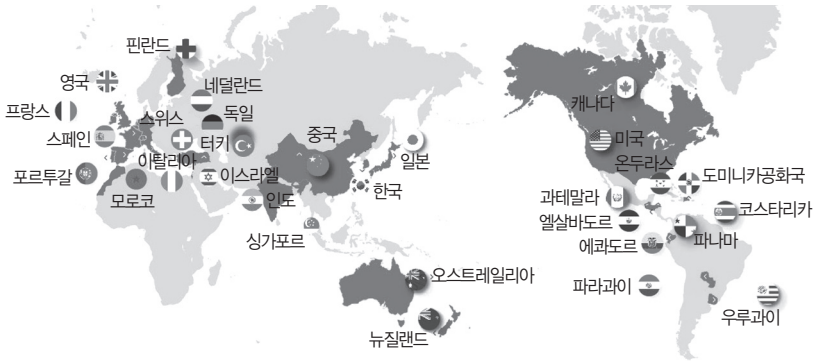 핀란드
영국
네덜란드
프랑스
스위스
독일
스페인
터키
중국
일본
이탈리아
포르투갈
모로코
이스라엘
인도
한국
싱가포르
오스트레일리아
뉴질랜드
캐나다
미국
온두라스
도미니카공화국
과테말라
코스타리카
엘살바도르
에콰도르
파나마
파라과이
우루과이